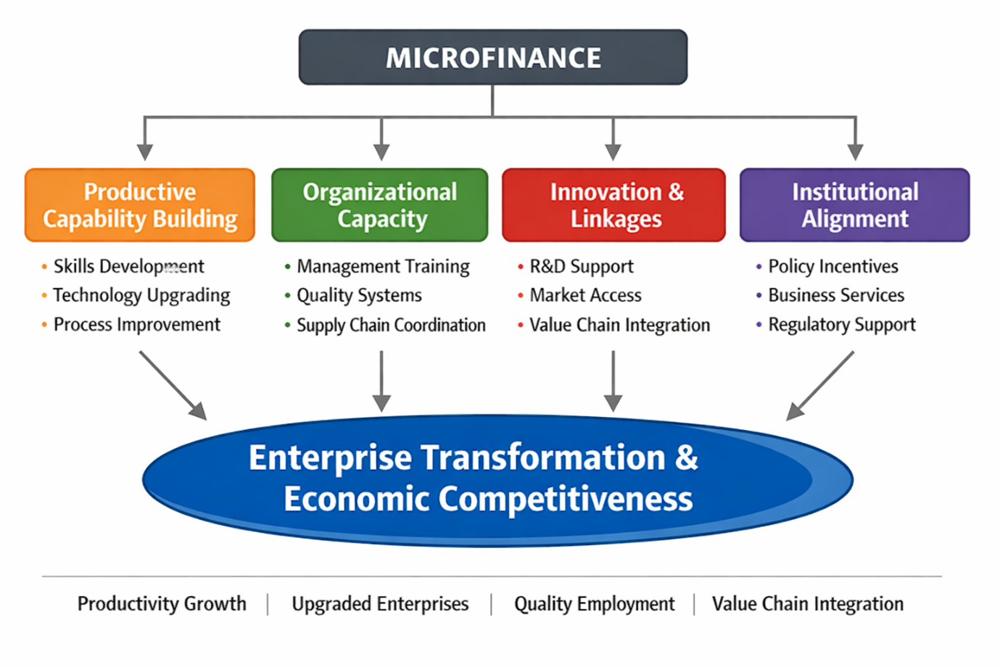 MICROFINANCE
Productive
Capability Building
• Skills Development
• Technology Upgrading
• Process Improvement
Organizational
Capacity
• Management Training
• Quality Systems
• Supply Chain Coordination
Innovation &
Linkages
• R&D Support
• Market Access
• Value Chain Integration
Institutional
Alignment
• Policy Incentives
• Business Services
• Regulatory Support
Enterprise Transformation &
Economic Competitiveness
Productivity Growth | Upgraded Enterprises | Quality Employment | Value Chain Integration